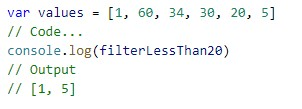 var values = [1, 60, 34, 30, 20, 5]
// Code...
console.log(filterLessThan20)
// Output
// [1, 5]